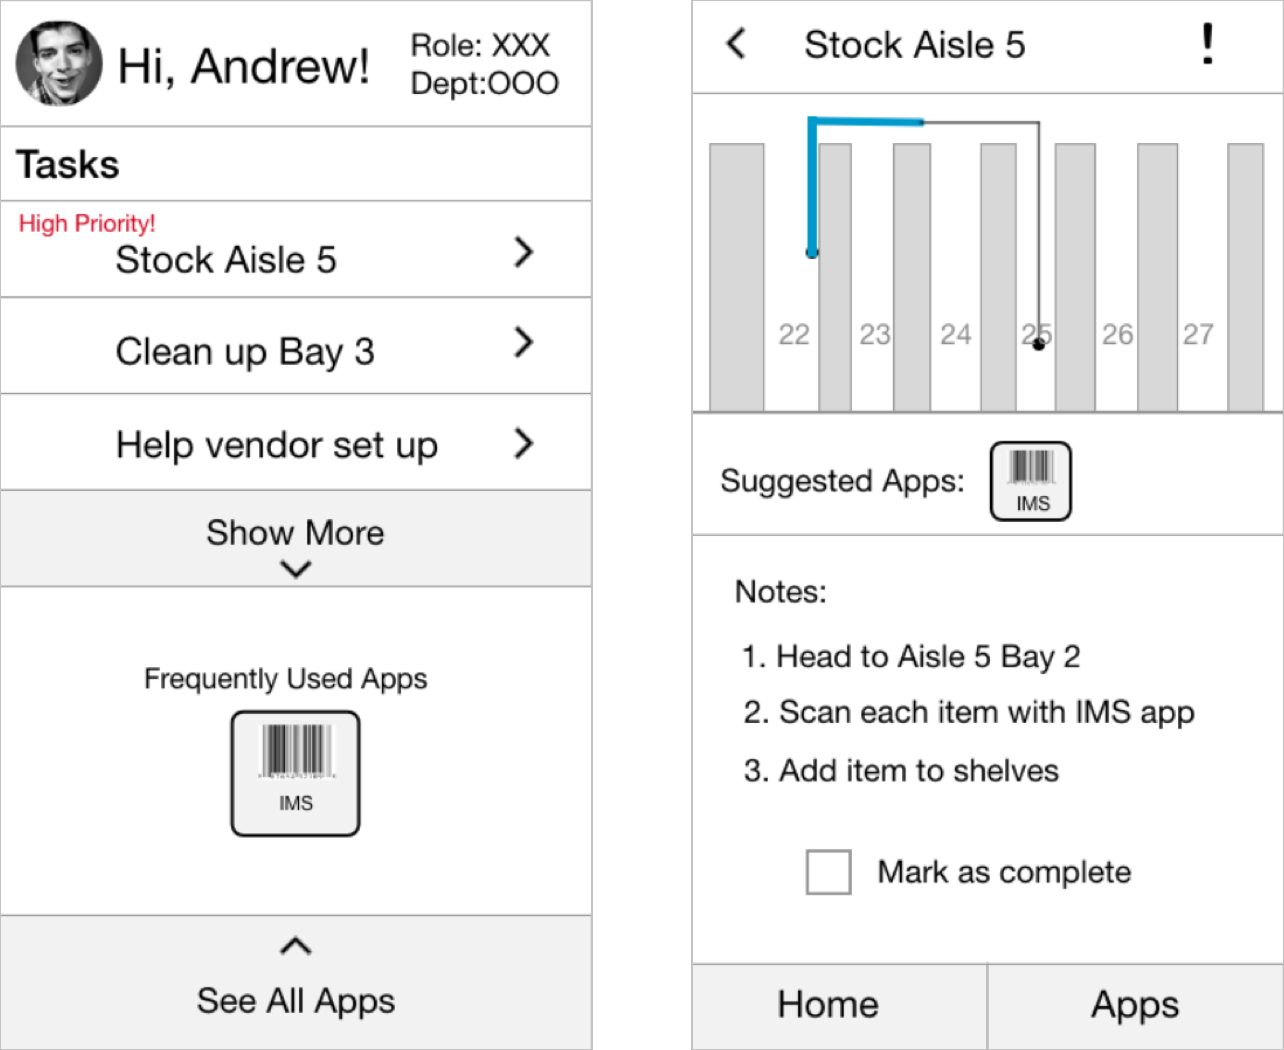 Hi, Andrew!
Role: XXX
Dept:OOO
Tasks
High Priority!
Stock Aisle 5
Clean up Bay 3
Help vendor set up
Show More
Frequently Used Apps
IMS
See All Apps
Stock Aisle 5
!
22 23 24 25 26 27
Suggested Apps:
IMS
Notes:
1. Head to Aisle 5 Bay 2
2. Scan each item with IMS app
3. Add item to shelves
Mark as complete
Home
Apps